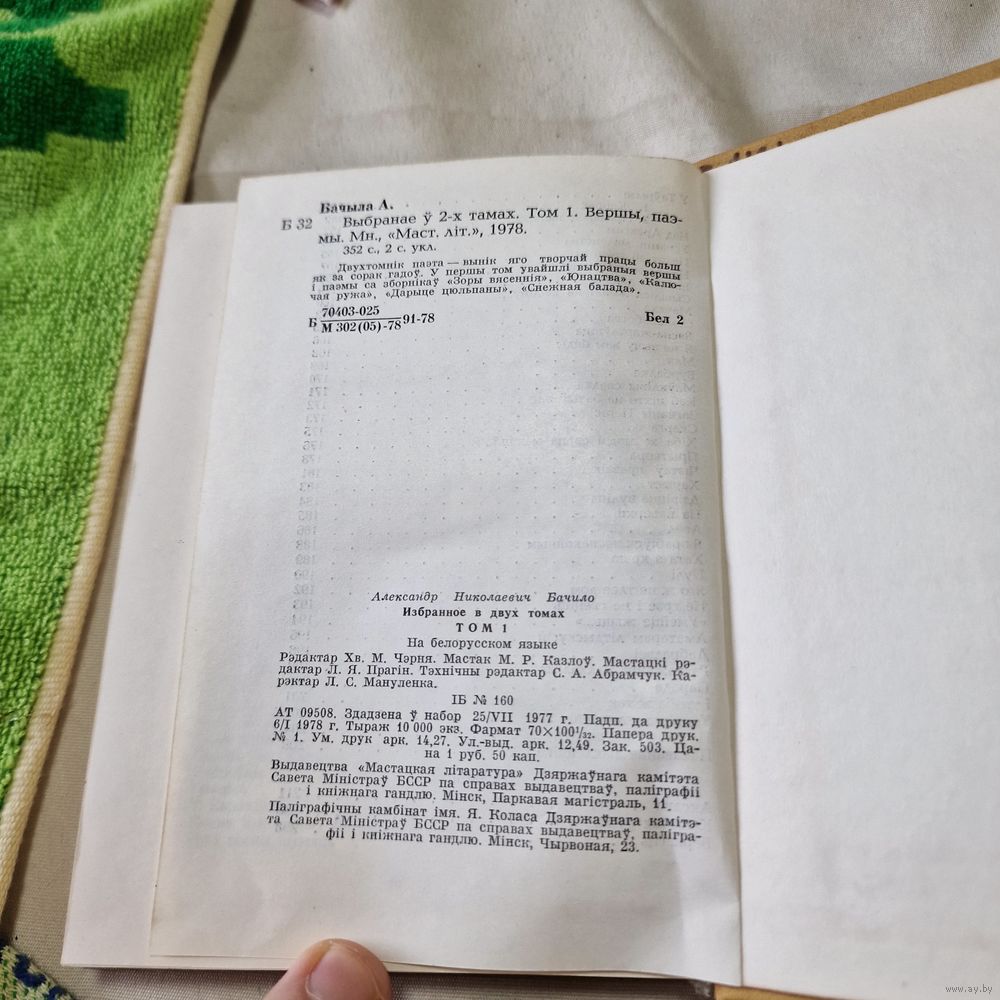 Бачыла А.
Б 32 Выбранае ў 2-х тамах. Том 1. Вершы, паэ-
мы. Мн., «Маст. літ.», 1978.
352 с., 2 с. укл.
Двухтомнік паэта — вынік яго творчай працы больш
як за сорак гадоў. У першы том увайшлі выбраныя вершы
і паэмы са зборнікаў «Зоры вясеннія», «Юнацтва», «Калю-
чая ружа», «Дарыце цюльпаны», «Снежная балада».
70403-025
Б М 302(05)-78 91-78 Бел 2
Александр Николаевич Бачило
Избранное в двух томах
ТОМ 1
На белорусском языке
Рэдактар Хв. М. Чэрня. Мастак М. Р. Казлоў. Мастацкі рэ-
дактар Л. Я. Прагін. Тэхнічны рэдактар С. А. Абрамчук. Ка-
рэктар Л. С. Мануленка.
ІБ № 160
АТ 09508. Здадзена ў набор 25/VII 1977 г. Падп. да друку
6/I 1978 г. Тыраж 10 000 экз. Фармат 70×100¹/₃₂. Папера друк.
№ 1. Ум. друк арк. 14,27. Ул.-выд. арк. 12,49. Зак. 503. Ца-
на 1 руб. 50 кап.
Выдавецтва «Мастацкая літаратура» Дзяржаўнага камітэта
Савета Міністраў БССР па справах выдавецтваў, паліграфіі
і кніжнага гандлю. Мінск, Паркавая магістраль, 11.
Паліграфічны камбінат імя. Я. Коласа Дзяржаўнага камітэ-
та Савета Міністраў БССР па справах выдавецтваў, паліграфі-
фіі і кніжнага гандлю. Мінск, Чырвоная, 23.
www.ay.by